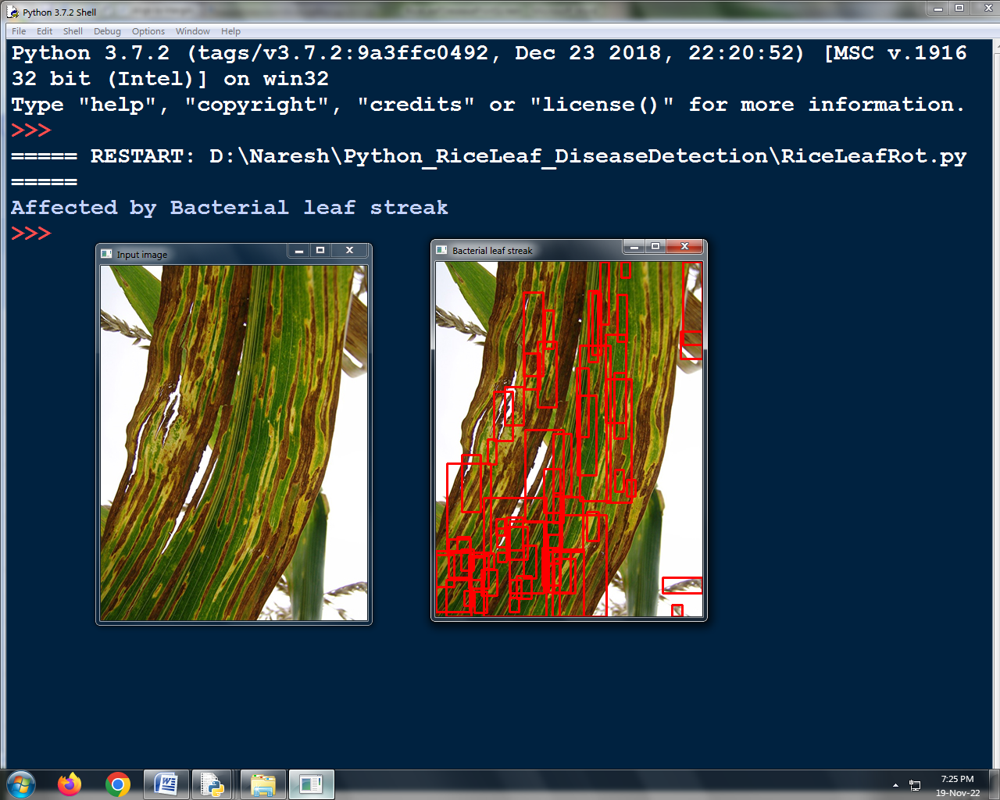 Python 3.7.2 Shell
File Edit Shell Debug Options Window Help
Python 3.7.2 (tags/v3.7.2:9a3ffc0492, Dec 23 2018, 22:20:52) [MSC v.1916
32 bit (Intel)] on win32
Type "help", "copyright", "credits" or "license()" for more information.
>>>
===== RESTART: D:\Naresh\Python_RiceLeaf_DiseaseDetection\RiceLeafRot.py
=====
Affected by Bacterial leaf streak
>>>
Input image
Bacterial leaf streak
7:25 PM
19-Nov-22